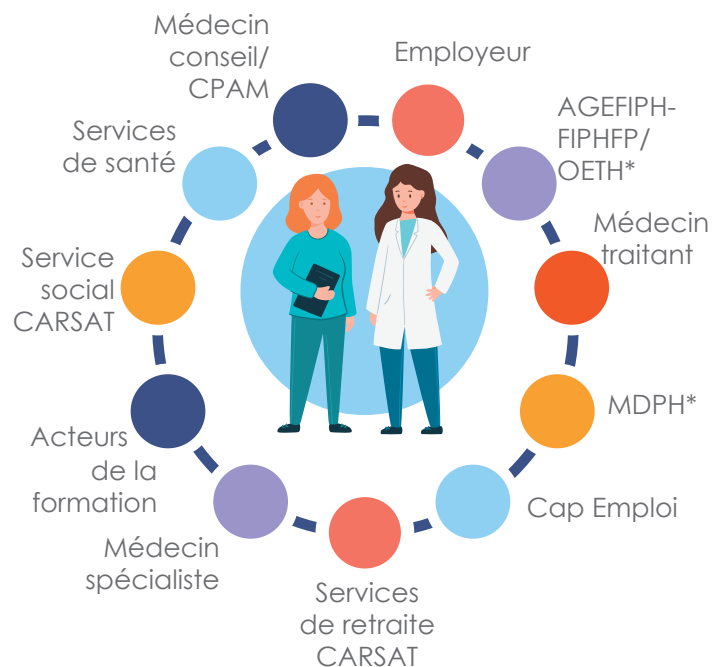 Médecin
conseil/
CPAM
Employeur
AGEFIPH-
FIPHFP/
OETH*
Médecin
traitant
MDPH*
Cap Emploi
Services
de retraite
CARSAT
Médecin
spécialiste
Acteurs
de la
formation
Service
social
CARSAT
Services
de santé